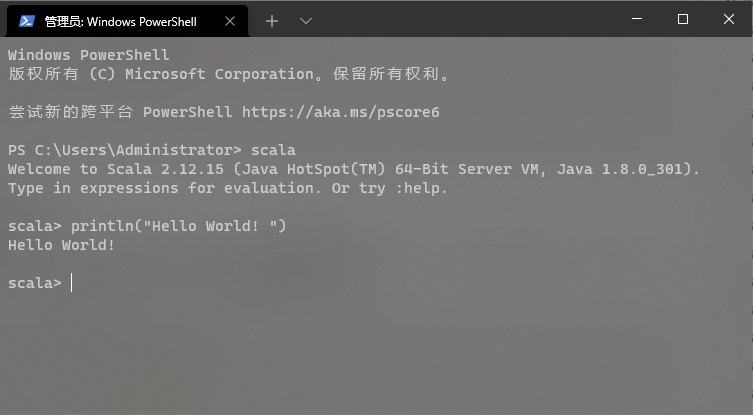 管理员: Windows PowerShell
Windows PowerShell
版权所有 (C) Microsoft Corporation。保留所有权利。
尝试新的跨平台 PowerShell https://aka.ms/pscore6
PS C:\Users\Administrator> scala
Welcome to Scala 2.12.15 (Java HotSpot(TM) 64-Bit Server VM, Java 1.8.0_301).
Type in expressions for evaluation. Or try :help.
scala> println("Hello World! ")
Hello World!
scala>